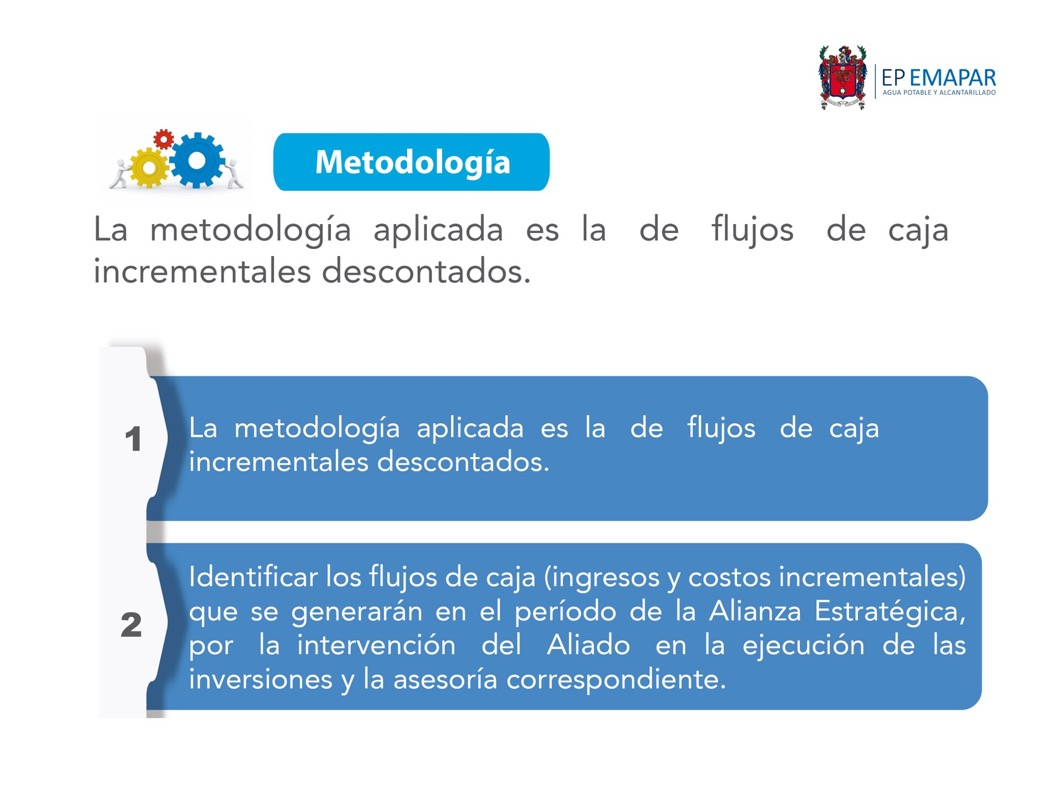 EP EMAPAR
AGUA POTABLE Y ALCANTARILLADO
Metodología
La metodología aplicada es la de flujos de caja
incrementales descontados.
1
La metodología aplicada es la de flujos de caja
incrementales descontados.
2
Identificar los flujos de caja (ingresos y costos incrementales)
que se generarán en el período de la Alianza Estratégica,
por la intervención del Aliado en la ejecución de las
inversiones y la asesoría correspondiente.